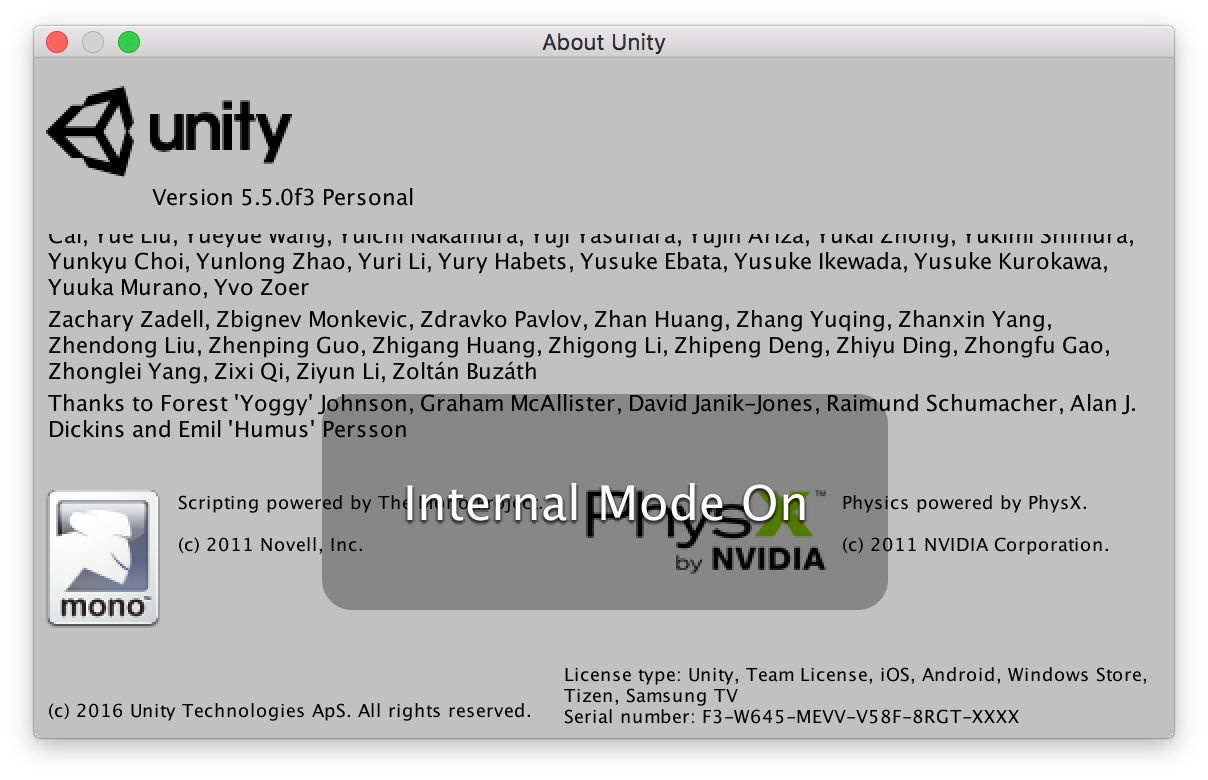 About Unity
unity
Version 5.5.0f3 Personal
Cai, Yue Liu, Yueyue Wang, Yuichi Nakamura, Yuji Yasuhara, Yujin Ariza, Yukai Zhong, Yukimi Shimura,
Yunkyu Choi, Yunlong Zhao, Yuri Li, Yury Habets, Yusuke Ebata, Yusuke Ikewada, Yusuke Kurokawa,
Yuuka Murano, Yvo Zoer
Zachary Zadell, Zbignev Monkevic, Zdravko Pavlov, Zhan Huang, Zhang Yuqing, Zhanxin Yang,
Zhendong Liu, Zhenping Guo, Zhigang Huang, Zhigong Li, Zhipeng Deng, Zhiyu Ding, Zhongfu Gao,
Zhonglei Yang, Zixi Qi, Ziyun Li, Zoltán Buzáth
Thanks to Forest 'Yoggy' Johnson, Graham McAllister, David Janik-Jones, Raimund Schumacher, Alan J.
Dickins and Emil 'Humus' Persson
Internal Mode On
mono™
Scripting powered by The Mono Project.
(c) 2011 Novell, Inc.
PhysX™
by NVIDIA
Physics powered by PhysX.
(c) 2011 NVIDIA Corporation.
(c) 2016 Unity Technologies ApS. All rights reserved.
License type: Unity, Team License, iOS, Android, Windows Store,
Tizen, Samsung TV
Serial number: F3-W645-MEVV-V58F-8RGT-XXXX